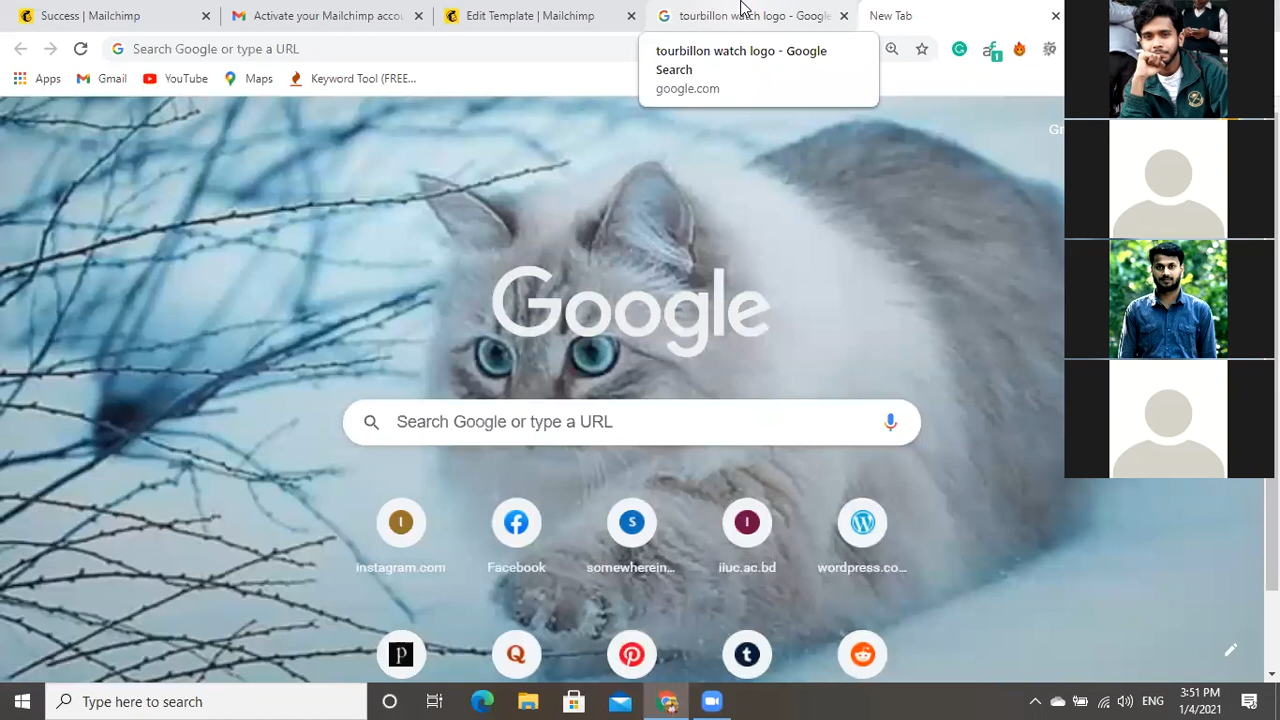 Success | Mailchimp
Activate your Mailchimp acco
Edit Template | Mailchimp
tourbillon watch logo - Google
New Tab
Search Google or type a URL
tourbillon watch logo - Google
Search
google.com
1
Apps
Gmail
YouTube
Maps
Keyword Tool (FREE...
Google
Search Google or type a URL
I
S
I
instagram.com
Facebook
somewherein...
iiuc.ac.bd
wordpress.co...
Type here to search
ENG
3:51 PM
1/4/2021